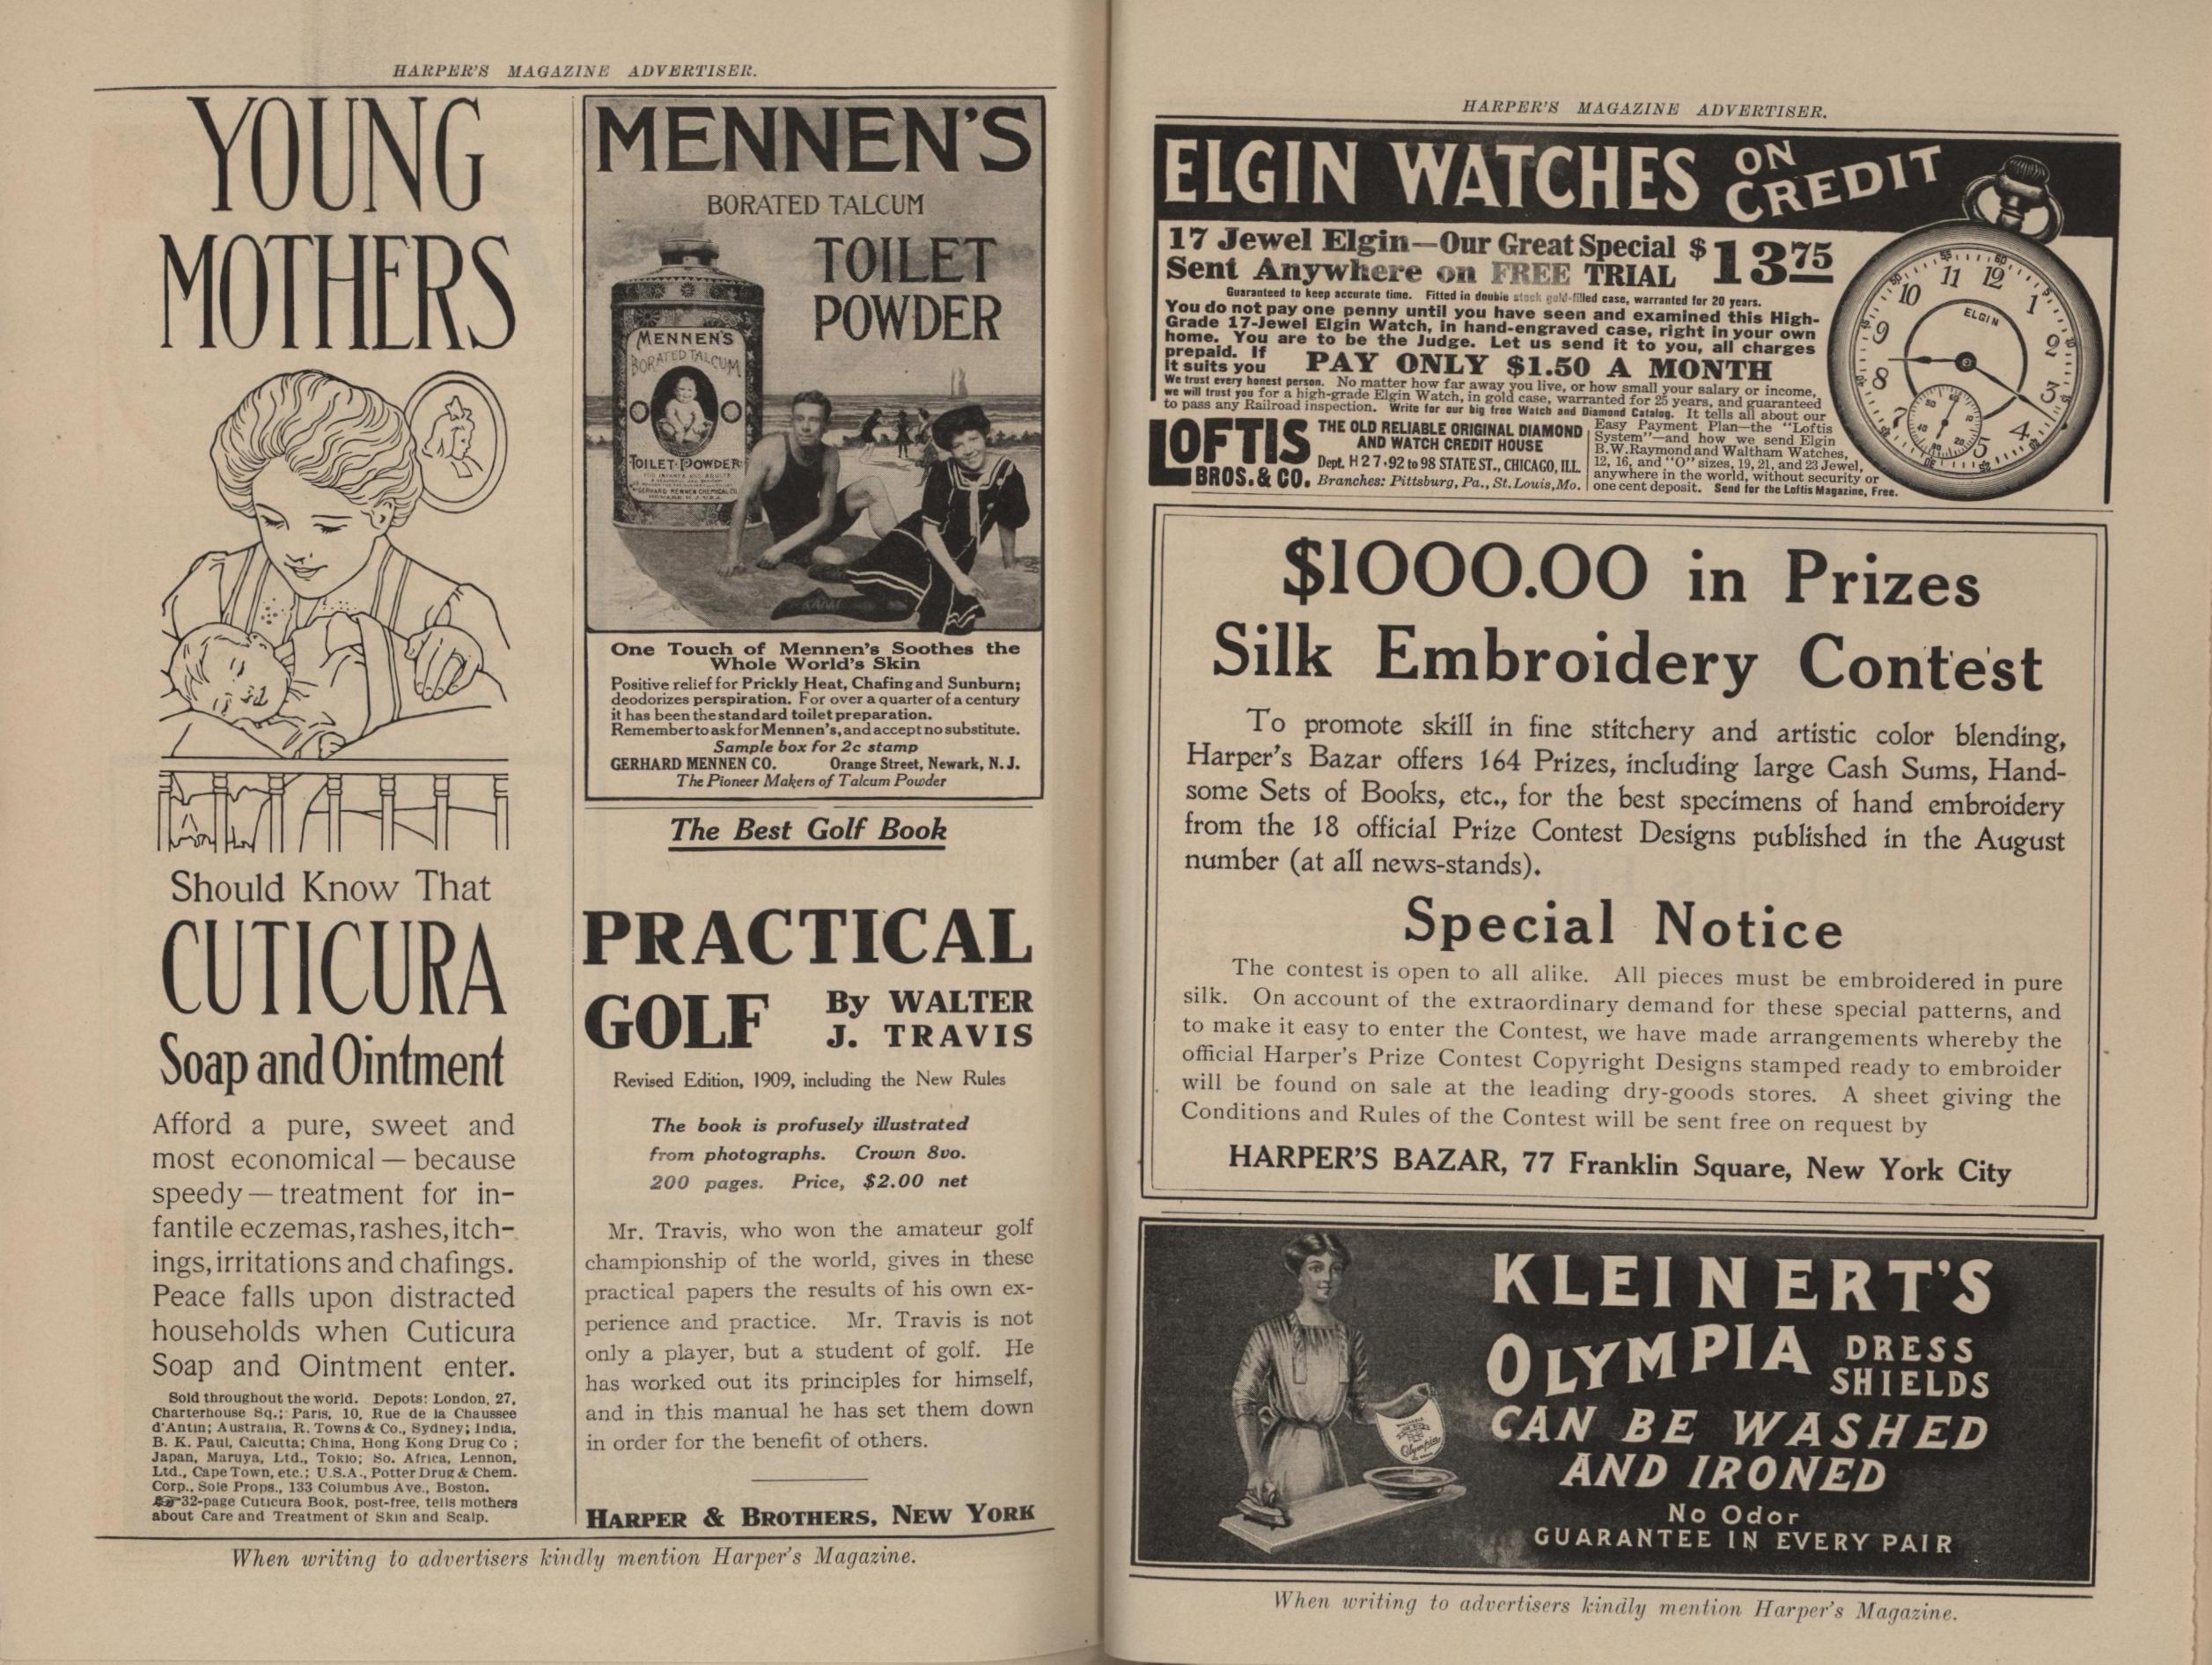 HARPER'S MAGAZINE ADVERTISER.
YOUNG
MOTHERS
Should Know That
CUTICURA
Soap and Ointment
Afford a pure, sweet and
most economical — because
speedy — treatment for in-
fantile eczemas, rashes, itch-
ings, irritations and chafings.
Peace falls upon distracted
households when Cuticura
Soap and Ointment enter.
Sold throughout the world. Depots: London, 27,
Charterhouse Sq.; Paris, 10, Rue de la Chaussee
d'Antin; Australia, R. Towns & Co., Sydney; India,
B. K. Paul, Calcutta; China, Hong Kong Drug Co ;
Japan, Maruya, Ltd., Tokio; So. Africa, Lennon,
Ltd., Cape Town, etc.; U.S.A., Potter Drug & Chem.
Corp., Sole Props., 133 Columbus Ave., Boston.
☞32-page Cuticura Book, post-free, tells mothers
about Care and Treatment of Skin and Scalp.
MENNEN'S
BORATED TALCUM
TOILET
POWDER
MENNEN'S
BORATED TALCUM
TOILET POWDER
GERHARD MENNEN CHEMICAL CO.
NEWARK, N.J. U.S.A.
One Touch of Mennen's Soothes the
Whole World's Skin
Positive relief for Prickly Heat, Chafing and Sunburn;
deodorizes perspiration. For over a quarter of a century
it has been the standard toilet preparation.
Remember to ask for Mennen's, and accept no substitute.
Sample box for 2c stamp
GERHARD MENNEN CO. Orange Street, Newark, N. J.
The Pioneer Makers of Talcum Powder
The Best Golf Book
PRACTICAL
GOLF By WALTER
J. TRAVIS
Revised Edition, 1909, including the New Rules
The book is profusely illustrated
from photographs. Crown 8vo.
200 pages. Price, $2.00 net
Mr. Travis, who won the amateur golf
championship of the world, gives in these
practical papers the results of his own ex-
perience and practice. Mr. Travis is not
only a player, but a student of golf. He
has worked out its principles for himself,
and in this manual he has set them down
in order for the benefit of others.
HARPER & BROTHERS, NEW YORK
When writing to advertisers kindly mention Harper's Magazine.
HARPER'S MAGAZINE ADVERTISER.
ELGIN WATCHES ON CREDIT
17 Jewel Elgin—Our Great Special $13 75
Sent Anywhere on FREE TRIAL
Guaranteed to keep accurate time. Fitted in double stock gold-filled case, warranted for 20 years.
You do not pay one penny until you have seen and examined this High-
Grade 17-Jewel Elgin Watch, in hand-engraved case, right in your own
home. You are to be the Judge. Let us send it to you, all charges
prepaid. If
it suits you PAY ONLY $1.50 A MONTH
We trust every honest person. No matter how far away you live, or how small your salary or income,
we will trust you for a high-grade Elgin Watch, in gold case, warranted for 25 years, and guaranteed
to pass any Railroad inspection. Write for our big free Watch and Diamond Catalog. It tells all about our
Easy Payment Plan—the "Loftis
System"—and how we send Elgin
B.W.Raymond and Waltham Watches,
12, 16, and "O" sizes, 19, 21, and 23 Jewel,
anywhere in the world, without security or
one cent deposit. Send for the Loftis Magazine, Free.
LOFTIS
BROS. & CO.
THE OLD RELIABLE ORIGINAL DIAMOND
AND WATCH CREDIT HOUSE
Dept. H 27 · 92 to 98 STATE ST., CHICAGO, ILL.
Branches: Pittsburg, Pa., St. Louis, Mo.
ELGIN
11 12 1 2 3 4 5 7 8 9 10
$1000.00 in Prizes
Silk Embroidery Contest
To promote skill in fine stitchery and artistic color blending,
Harper's Bazar offers 164 Prizes, including large Cash Sums, Hand-
some Sets of Books, etc., for the best specimens of hand embroidery
from the 18 official Prize Contest Designs published in the August
number (at all news-stands).
Special Notice
The contest is open to all alike. All pieces must be embroidered in pure
silk. On account of the extraordinary demand for these special patterns, and
to make it easy to enter the Contest, we have made arrangements whereby the
official Harper's Prize Contest Copyright Designs stamped ready to embroider
will be found on sale at the leading dry-goods stores. A sheet giving the
Conditions and Rules of the Contest will be sent free on request by
HARPER'S BAZAR, 77 Franklin Square, New York City
KLEINERT'S
OLYMPIA DRESS
SHIELDS
CAN BE WASHED
AND IRONED
No Odor
GUARANTEE IN EVERY PAIR
Olympia
When writing to advertisers kindly mention Harper's Magazine.